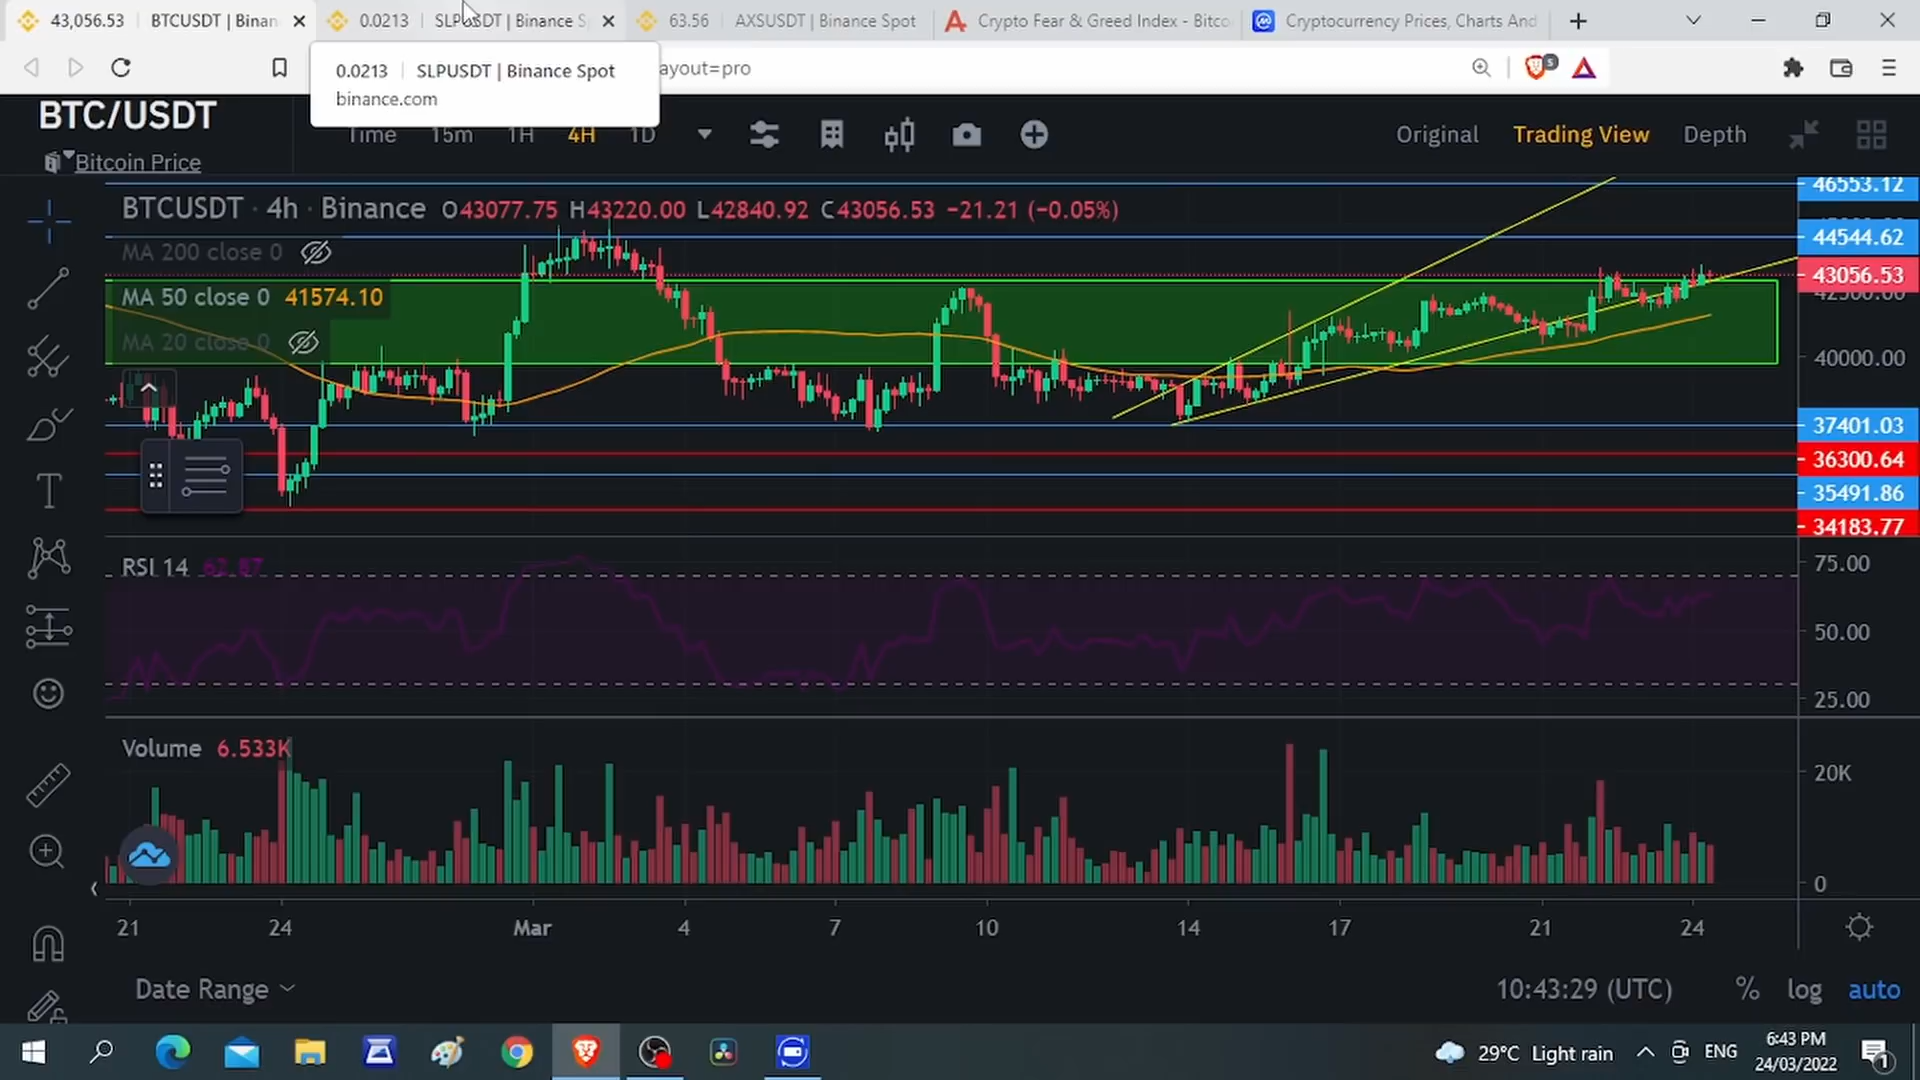 43,056.53 BTCUSDT | Binan
0.0213 SLPUSDT | Binance S
63.56 AXSUSDT | Binance Spot
Crypto Fear & Greed Index - Bitco
Cryptocurrency Prices, Charts And
0.0213 SLPUSDT | Binance Spot
binance.com
ayout=pro
5
BTC/USDT
Bitcoin Price
Time 15m 1H 4H 1D
Original Trading View Depth
BTCUSDT · 4h · Binance O43077.75 H43220.00 L42840.92 C43056.53 −21.21 (−0.05%)
MA 200 close 0
MA 50 close 0 41574.10
MA 20 close 0
46553.12
44544.62
43056.53
42500.00
40000.00
37401.03
36300.64
35491.86
34183.77
RSI 14 62.87
75.00
50.00
25.00
Volume 6.533K
20K
0
21 24 Mar 4 7 10 14 17 21 24
Date Range
10:43:29 (UTC) % log auto
29°C Light rain
ENG
6:43 PM
24/03/2022
1